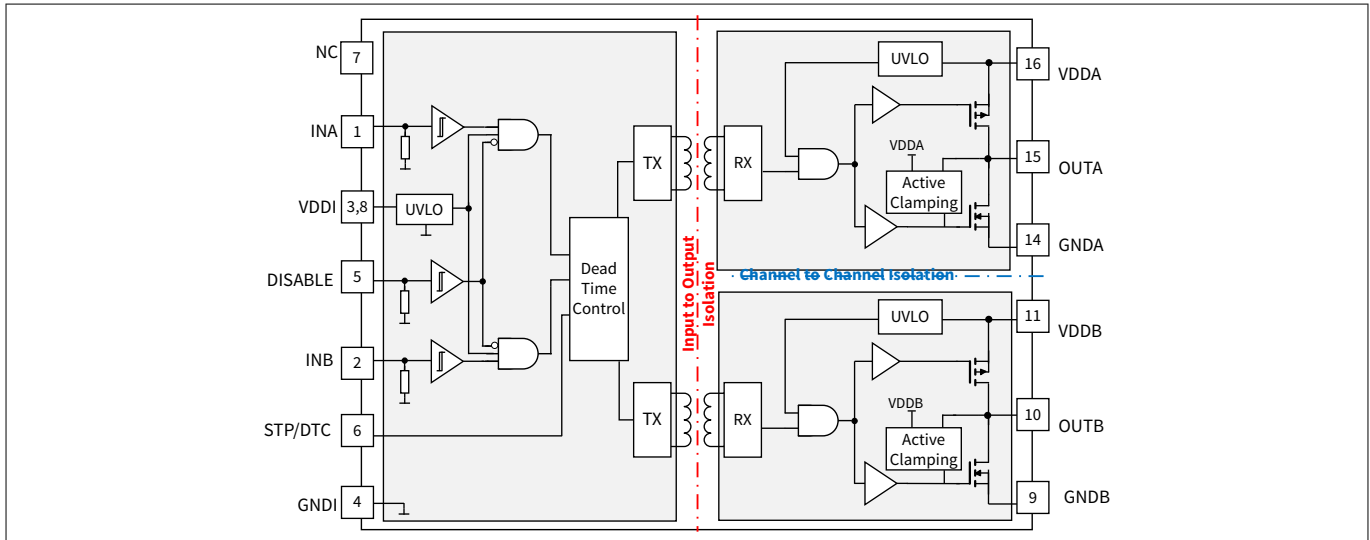 NC
7
INA
1
VDDI
3,8
UVLO
DISABLE
5
INB
2
STP/DTC
6
GNDI
4
Dead
Time
Control
TX
TX
Input to Output
Isolation
Channel to Channel Isolation
RX
UVLO
VDDA
Active
Clamping
16
VDDA
15
OUTA
14
GNDA
RX
UVLO
VDDB
Active
Clamping
11
VDDB
10
OUTB
9
GNDB